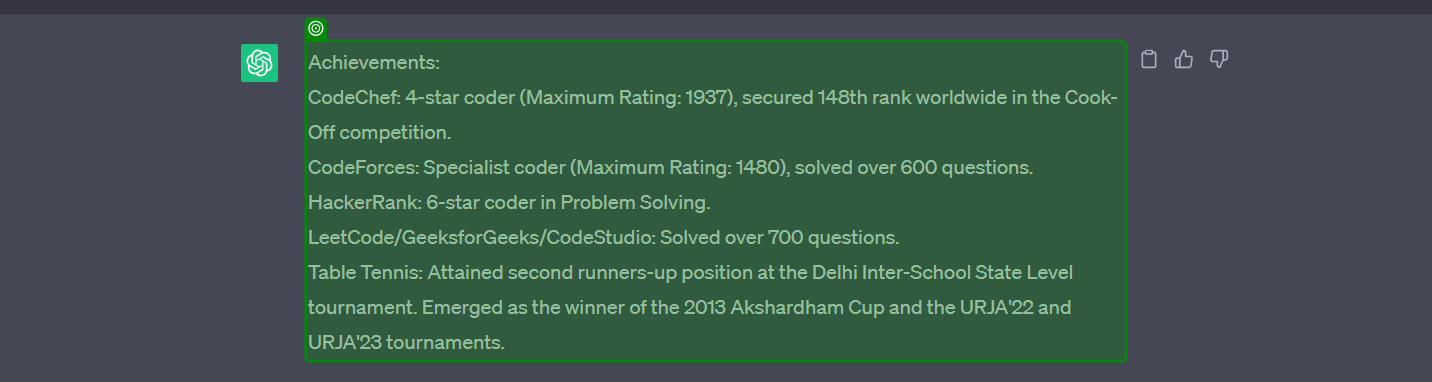 Achievements:
CodeChef: 4-star coder (Maximum Rating: 1937), secured 148th rank worldwide in the Cook-
Off competition.
CodeForces: Specialist coder (Maximum Rating: 1480), solved over 600 questions.
HackerRank: 6-star coder in Problem Solving.
LeetCode/GeeksforGeeks/CodeStudio: Solved over 700 questions.
Table Tennis: Attained second runners-up position at the Delhi Inter-School State Level
tournament. Emerged as the winner of the 2013 Akshardham Cup and the URJA'22 and
URJA'23 tournaments.